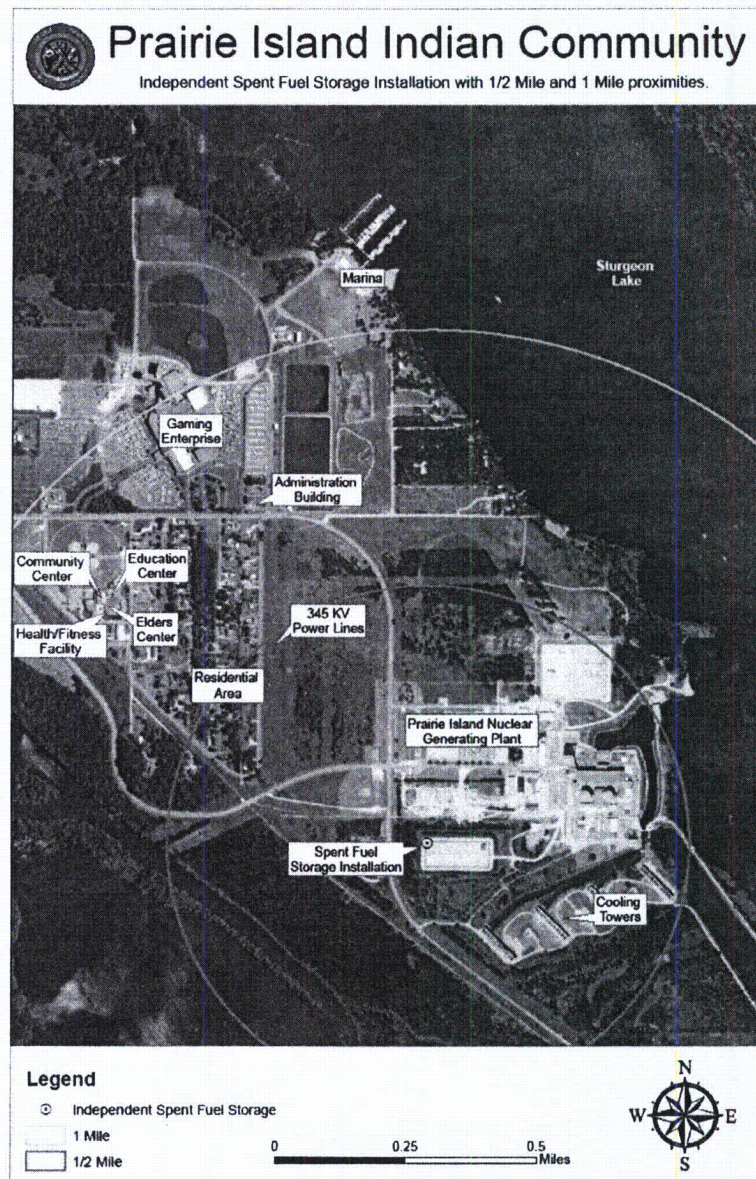 Prairie Island Indian Community
Independent Spent Fuel Storage Installation with 1/2 Mile and 1 Mile proximities.
Marina
Sturgeon
Lake
Gaming
Enterprise
Administration
Building
Community
Center
Education
Center
Health/Fitness
Facility
Elders
Center
345 KV
Power Lines
Residential
Area
Prairie Island Nuclear
Generating Plant
Spent Fuel
Storage Installation
Cooling
Towers
Legend
Independent Spent Fuel Storage
1 Mile
1/2 Mile
0 0.25 0.5
Miles
N
W E
S